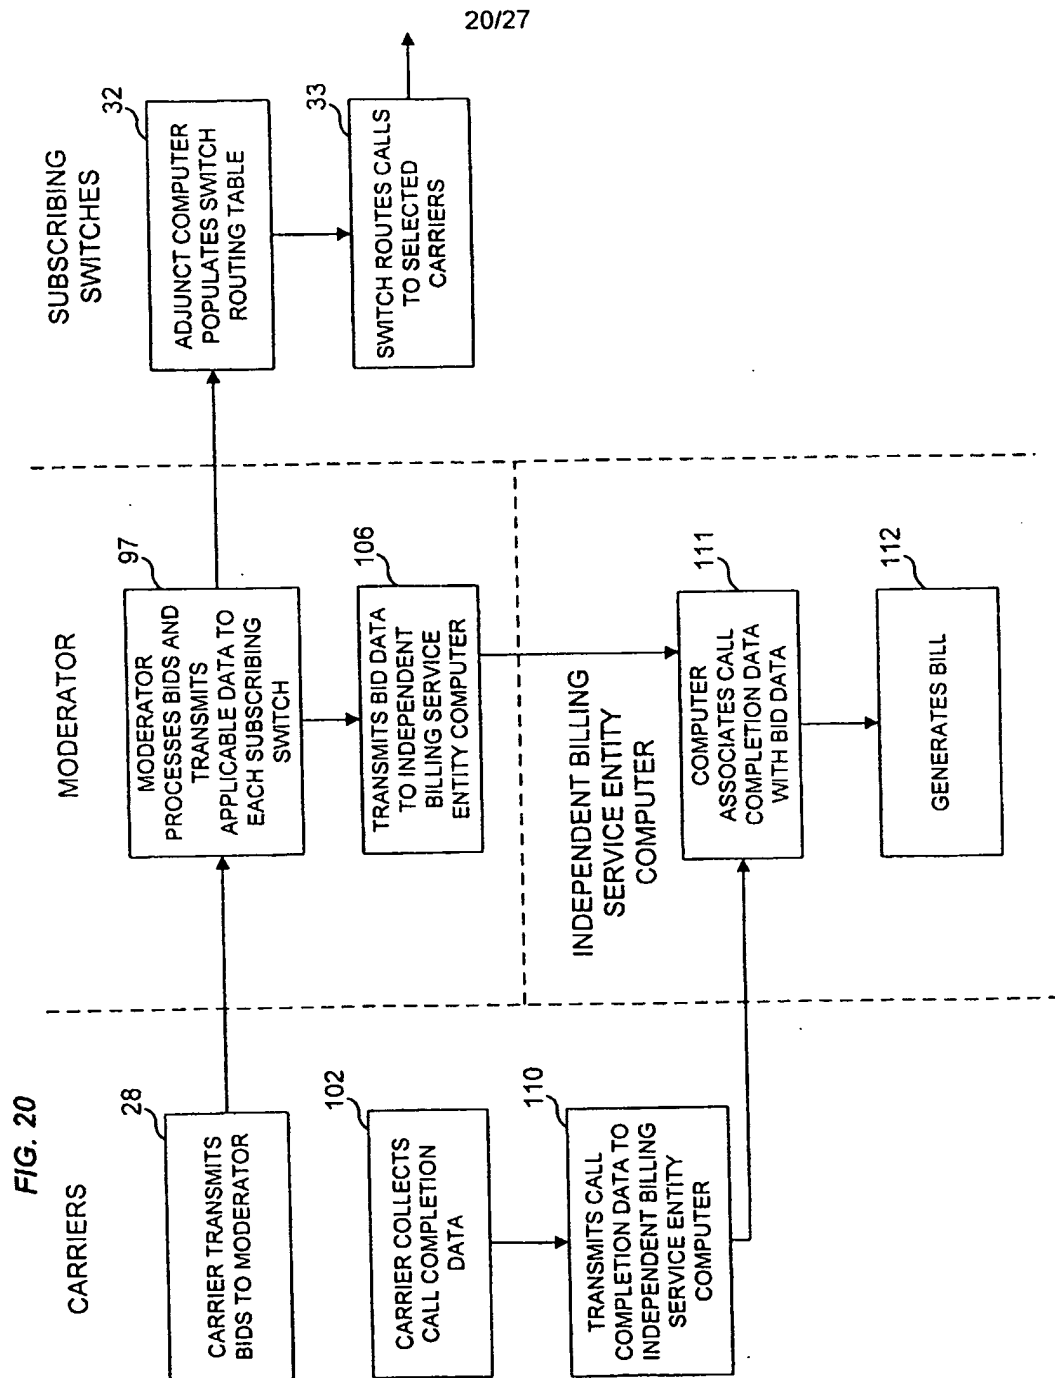 20/27
FIG. 20
CARRIERS
28
CARRIER TRANSMITS
BIDS TO MODERATOR
102
CARRIER COLLECTS
CALL COMPLETION
DATA
110
TRANSMITS CALL
COMPLETION DATA TO
INDEPENDENT BILLING
SERVICE ENTITY
COMPUTER
MODERATOR
97
MODERATOR
PROCESSES BIDS AND
TRANSMITS
APPLICABLE DATA TO
EACH SUBSCRIBING
SWITCH
106
TRANSMITS BID DATA
TO INDEPENDENT
BILLING SERVICE
ENTITY COMPUTER
INDEPENDENT BILLING
SERVICE ENTITY
COMPUTER
111
COMPUTER
ASSOCIATES CALL
COMPLETION DATA
WITH BID DATA
112
GENERATES BILL
SUBSCRIBING
SWITCHES
32
ADJUNCT COMPUTER
POPULATES SWITCH
ROUTING TABLE
33
SWITCH ROUTES CALLS
TO SELECTED
CARRIERS